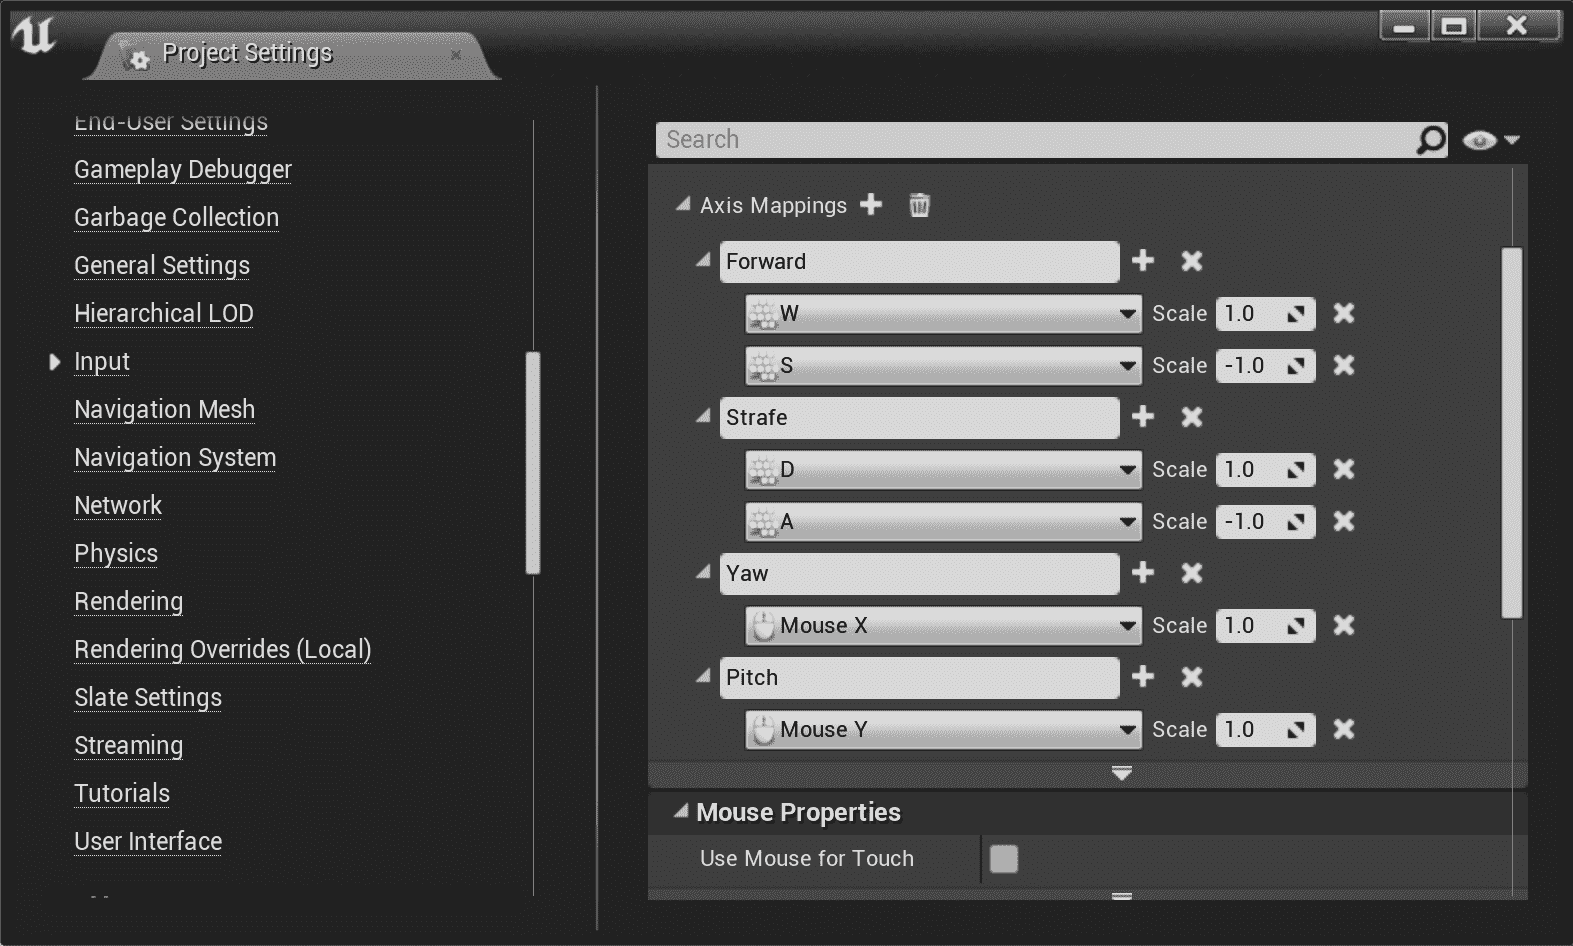 Project Settings
End-User Settings
Gameplay Debugger
Garbage Collection
General Settings
Hierarchical LOD
Input
Navigation Mesh
Navigation System
Network
Physics
Rendering
Rendering Overrides (Local)
Slate Settings
Streaming
Tutorials
User Interface
Search
Axis Mappings
Forward
W Scale 1.0
S Scale -1.0
Strafe
D Scale 1.0
A Scale -1.0
Yaw
Mouse X Scale 1.0
Pitch
Mouse Y Scale 1.0
Mouse Properties
Use Mouse for Touch